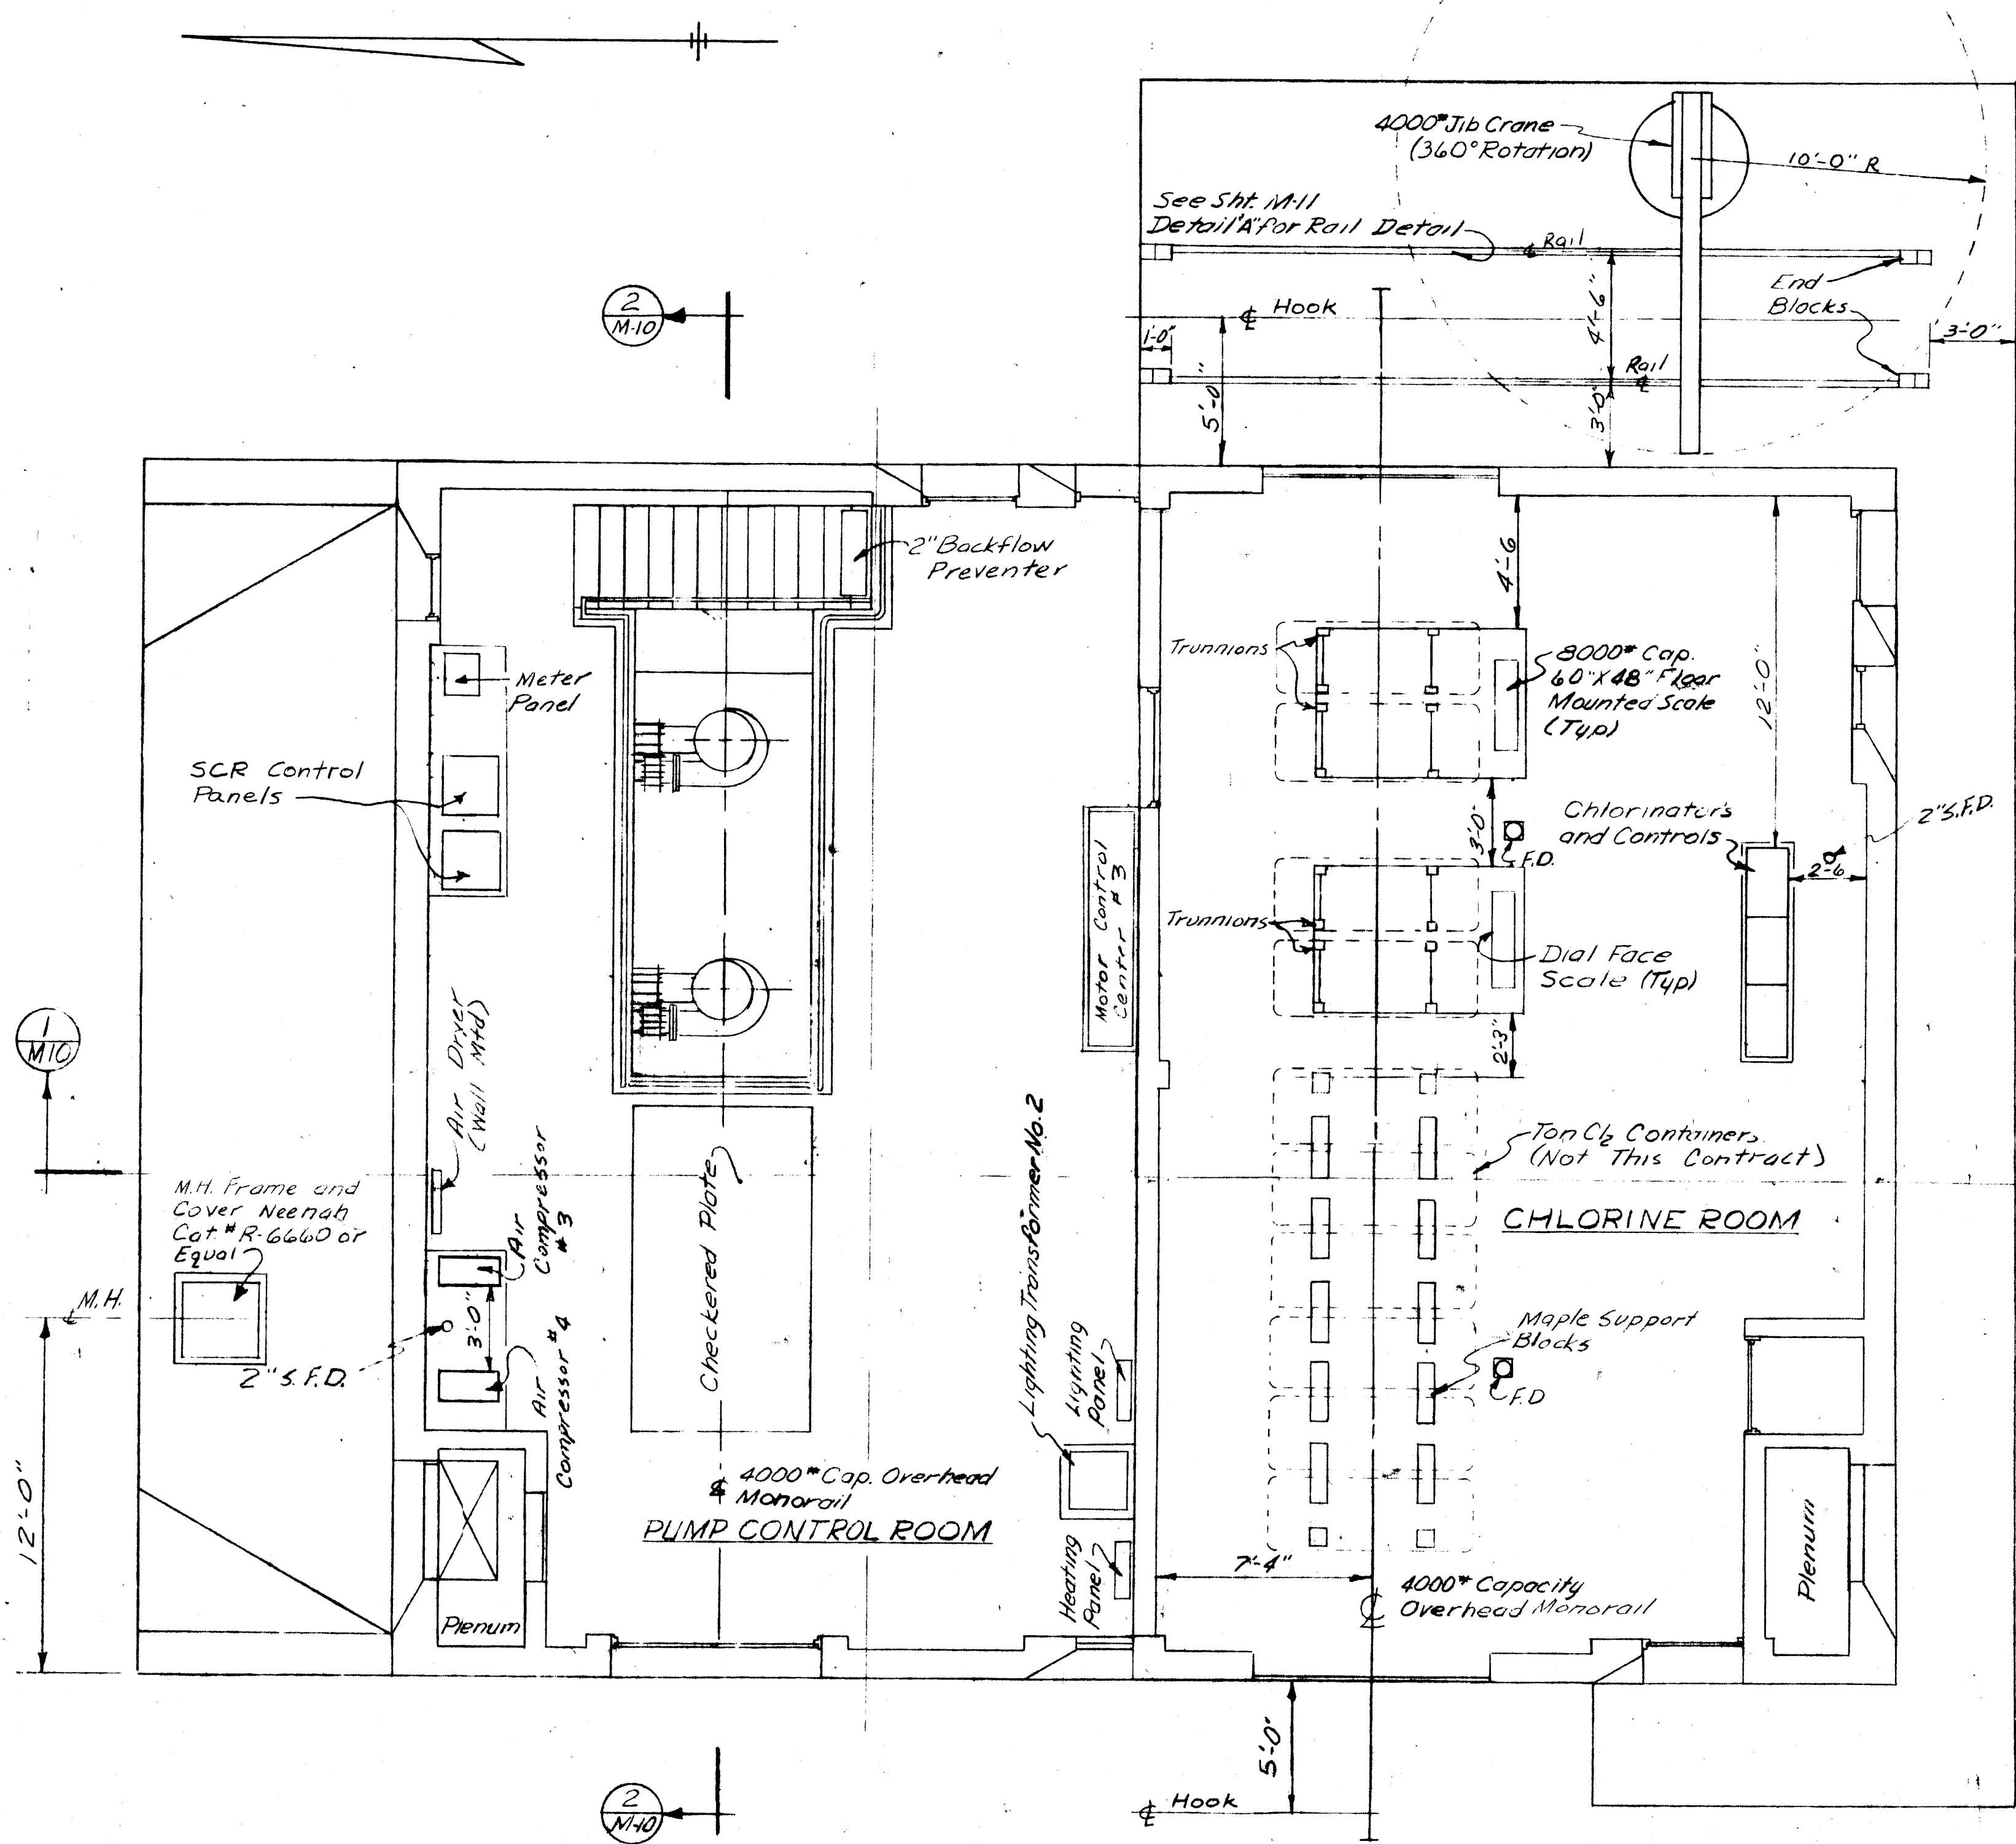 4000# Jib Crane
(360° Rotation)
10'-0" R
See Sht. M-11
Detail "A" for Rail Detail
℄ Rail
End
Blocks
4'-6"
3'-0"
2
M-10
℄ Hook
1'-0"
5'-0"
Rail
℄
3'-0"
2" Backflow
Preventer
4'-6
Trunnions
8000# Cap.
60" X 48" Floor
Mounted Scale
(Typ)
12'-0"
Meter
Panel
SCR Control
Panels
3'-0"
F.D.
Chlorinators
and Controls
2" S.F.D.
2'-6
Motor Control
Center #3
Trunnions
Dial Face
Scale (Typ)
2'-3"
1
M10
Air Dryer
(Wall Mtd)
Ton Cl2 Containers
(Not This Contract)
CHLORINE ROOM
M.H. Frame and
Cover Neenah
Cat # R-6660 or
Equal
Air
Compressor
#3
Checkered Plate
Lighting Transformer No. 2
℄ M.H.
3'-0"
2" S.F.D.
Air
Compressor #4
Lighting
Panel
Maple Support
Blocks
F.D
12'-0"
℄ 4000# Cap. Overhead
Monorail
PUMP CONTROL ROOM
Plenum
Heating
Panel
7'-4"
℄ 4000# Capacity
Overhead Monorail
Plenum
5'-0"
2
M-10
℄ Hook